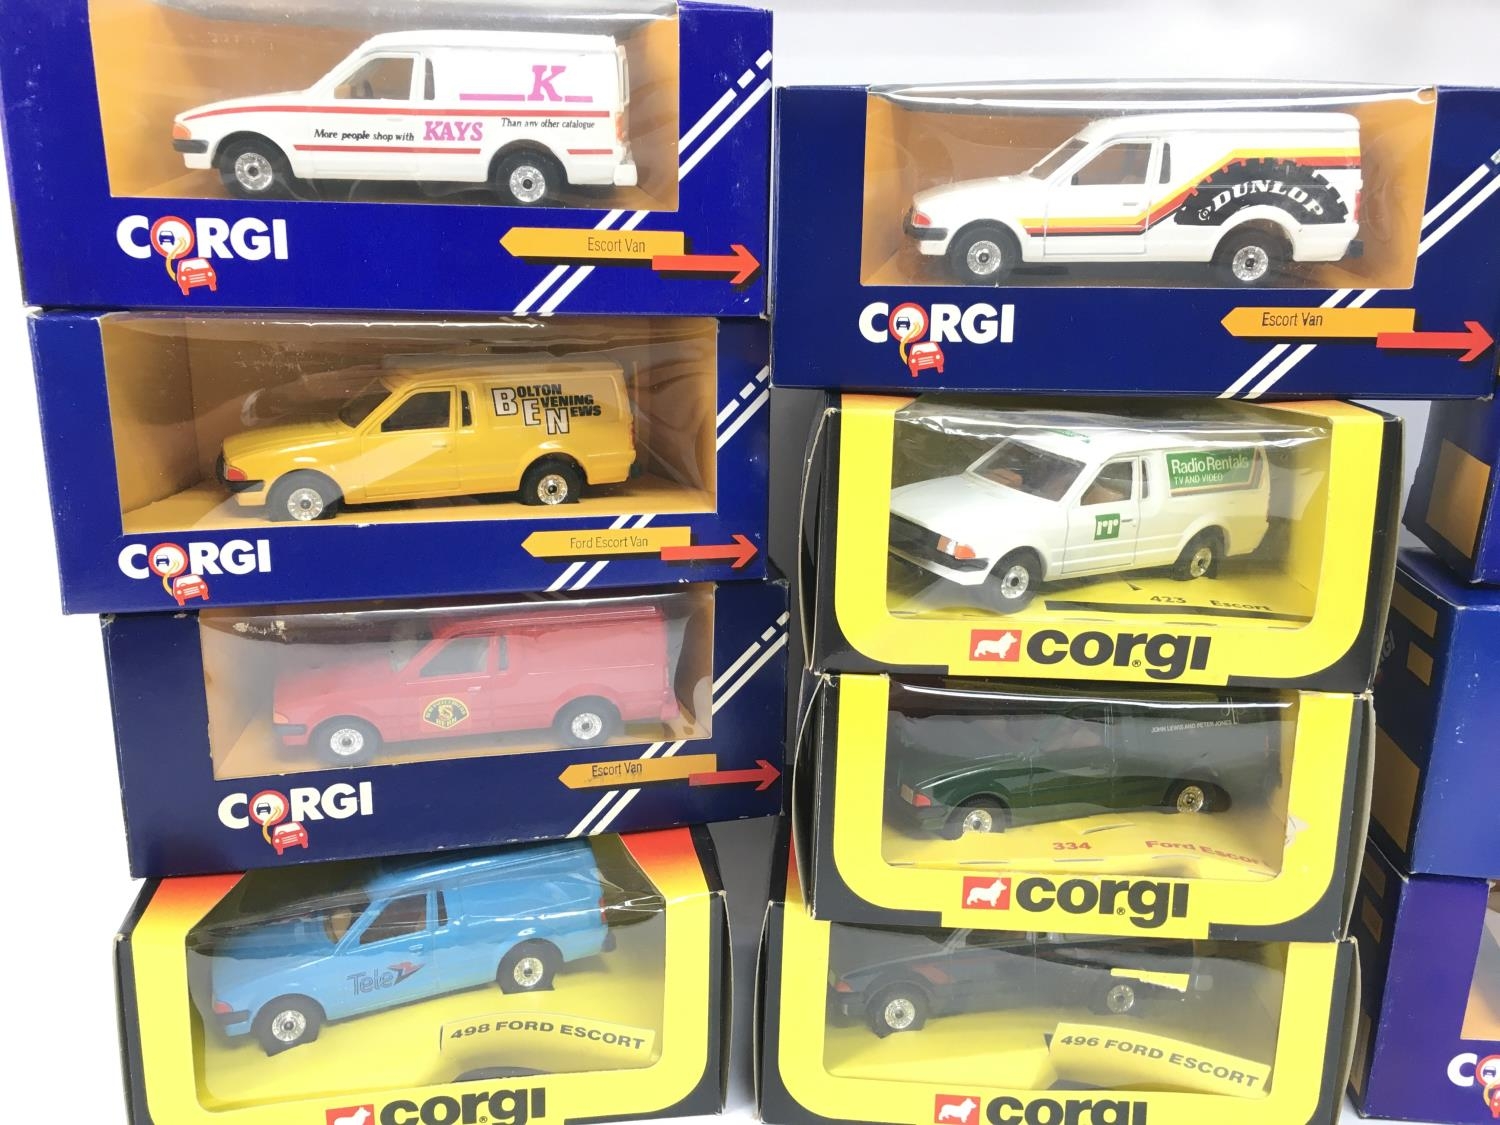 K
More people shop with KAYS Than any other catalogue
CORGI
Escort Van
DUNLOP
CORGI
Escort Van
BOLTON
EVENING
NEWS
CORGI
Ford Escort Van
Radio Rentals
TV AND VIDEO
rr
423 Escort
corgi
CORGI
Escort Van
JOHN LEWIS AND PETER JONES
334 Ford Escort
corgi
Tele
498 FORD ESCORT
corgi
496 FORD ESCORT
corgi